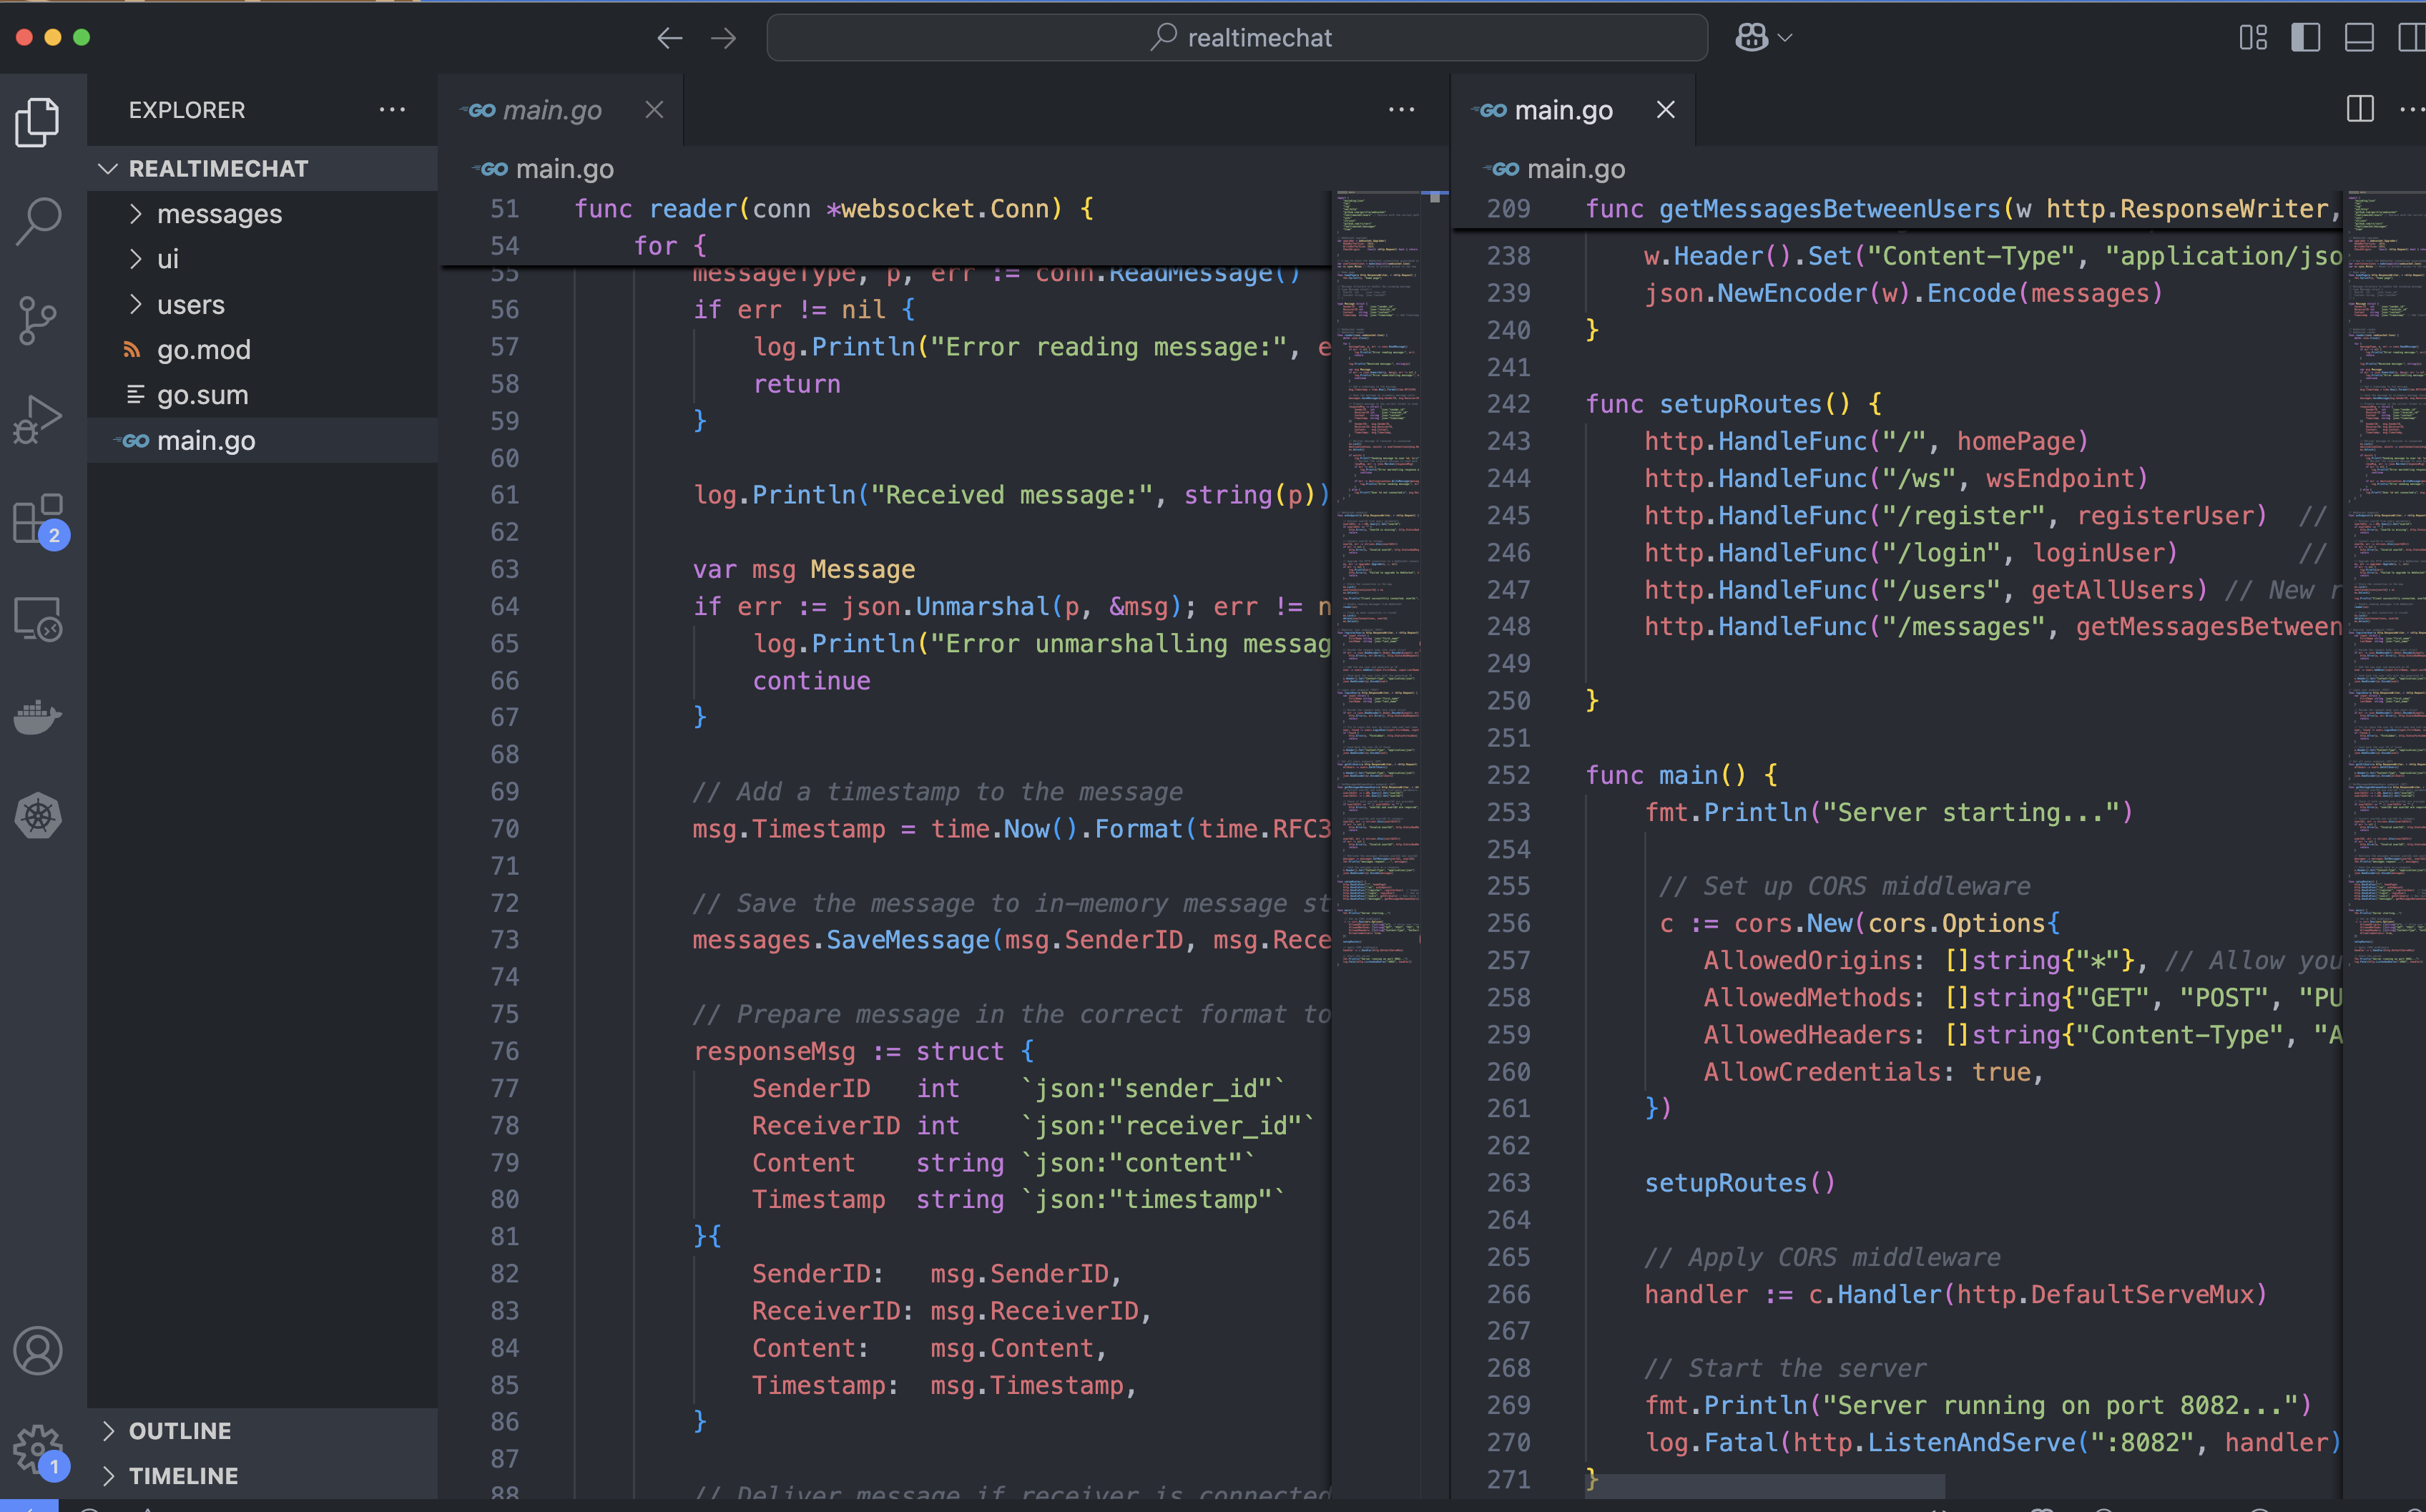 realtimechat
EXPLORER
REALTIMECHAT
messages
ui
users
go.mod
go.sum
GO main.go
OUTLINE
TIMELINE
2
1
GO main.go
GO main.go
51 func reader(conn *websocket.Conn) {
54 for {
55 messageType, p, err := conn.ReadMessage()
56 if err != nil {
57 log.Println("Error reading message:", e
58 return
59 }
60
61 log.Println("Received message:", string(p))
62
63 var msg Message
64 if err := json.Unmarshal(p, &msg); err != n
65 log.Println("Error unmarshalling messag
66 continue
67 }
68
69 // Add a timestamp to the message
70 msg.Timestamp = time.Now().Format(time.RFC3
71
72 // Save the message to in-memory message st
73 messages.SaveMessage(msg.SenderID, msg.Rece
74
75 // Prepare message in the correct format to
76 responseMsg := struct {
77 SenderID int `json:"sender_id"`
78 ReceiverID int `json:"receiver_id"`
79 Content string `json:"content"`
80 Timestamp string `json:"timestamp"`
81 }{
82 SenderID: msg.SenderID,
83 ReceiverID: msg.ReceiverID,
84 Content: msg.Content,
85 Timestamp: msg.Timestamp,
86 }
87
88 // Deliver message if receiver is connected
GO main.go
GO main.go
209 func getMessagesBetweenUsers(w http.ResponseWriter,
238 w.Header().Set("Content-Type", "application/jso
239 json.NewEncoder(w).Encode(messages)
240 }
241
242 func setupRoutes() {
243 http.HandleFunc("/", homePage)
244 http.HandleFunc("/ws", wsEndpoint)
245 http.HandleFunc("/register", registerUser) //
246 http.HandleFunc("/login", loginUser) //
247 http.HandleFunc("/users", getAllUsers) // New r
248 http.HandleFunc("/messages", getMessagesBetween
249
250 }
251
252 func main() {
253 fmt.Println("Server starting...")
254
255 // Set up CORS middleware
256 c := cors.New(cors.Options{
257 AllowedOrigins: []string{"*"}, // Allow you
258 AllowedMethods: []string{"GET", "POST", "PU
259 AllowedHeaders: []string{"Content-Type", "A
260 AllowCredentials: true,
261 })
262
263 setupRoutes()
264
265 // Apply CORS middleware
266 handler := c.Handler(http.DefaultServeMux)
267
268 // Start the server
269 fmt.Println("Server running on port 8082...")
270 log.Fatal(http.ListenAndServe(":8082", handler)
271 }